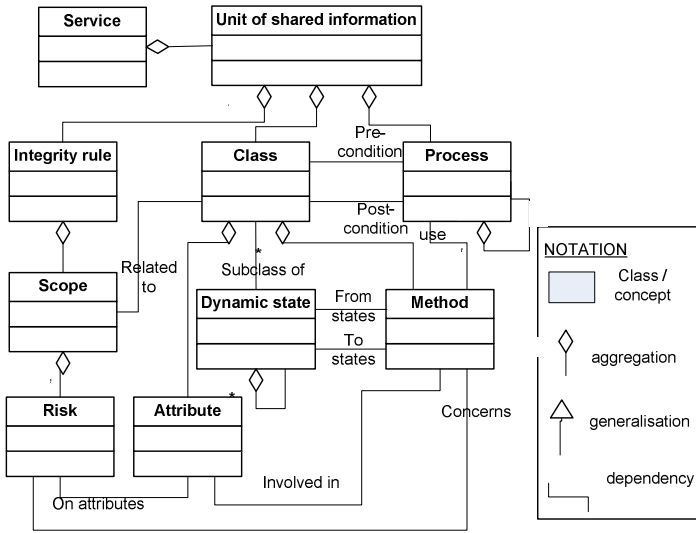 Service
Unit of shared information
Integrity rule
Class
Pre-
condition
Process
Post-
condition
use
*
Subclass of
Related
to
Scope
Dynamic state
From
states
To
states
Method
Risk
Attribute
*
Concerns
Involved in
On attributes
NOTATION
Class /
concept
aggregation
generalisation
dependency